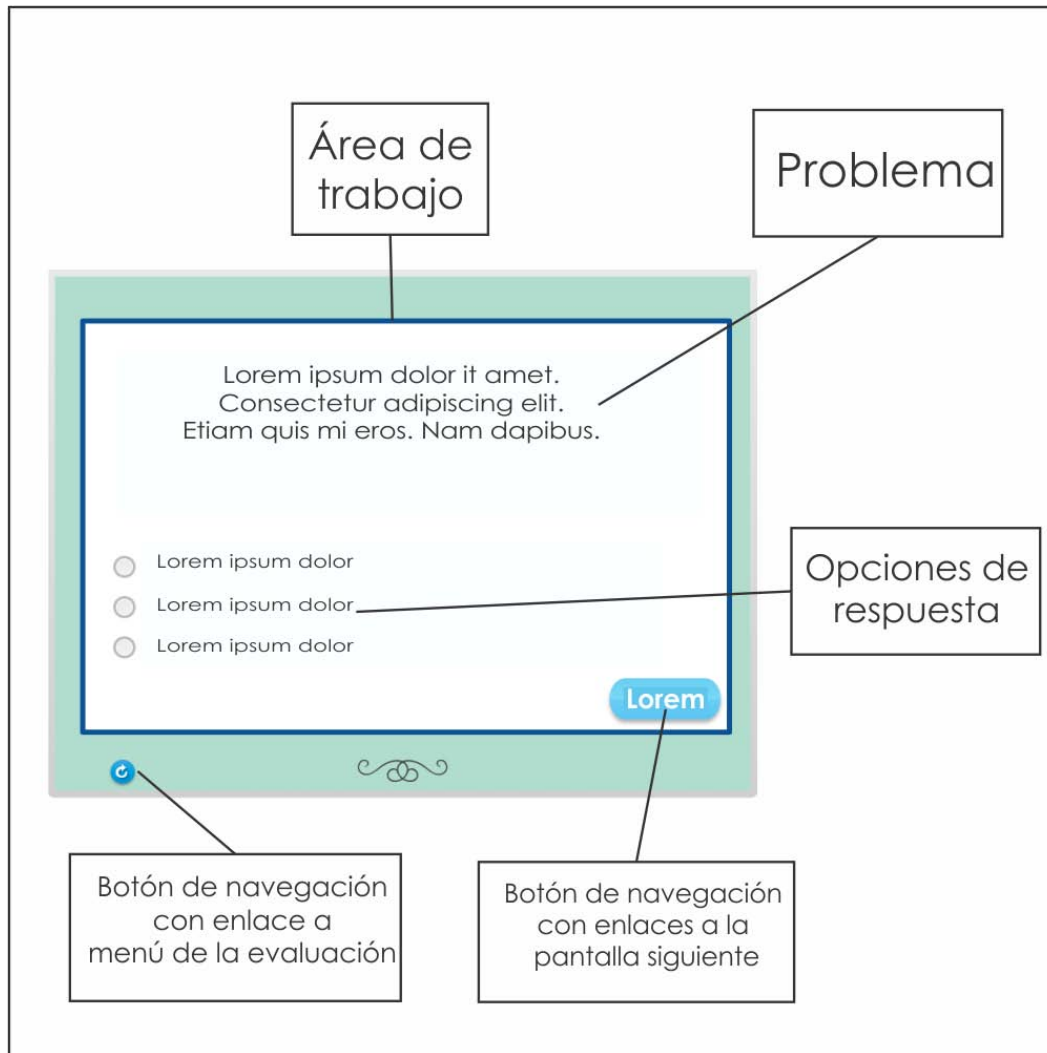 Área de
trabajo
Problema
Lorem ipsum dolor it amet.
Consectetur adipiscing elit.
Etiam quis mi eros. Nam dapibus.
Lorem ipsum dolor
Lorem ipsum dolor
Lorem ipsum dolor
Opciones de
respuesta
Lorem
Botón de navegación
con enlace a
menú de la evaluación
Botón de navegación
con enlaces a la
pantalla siguiente